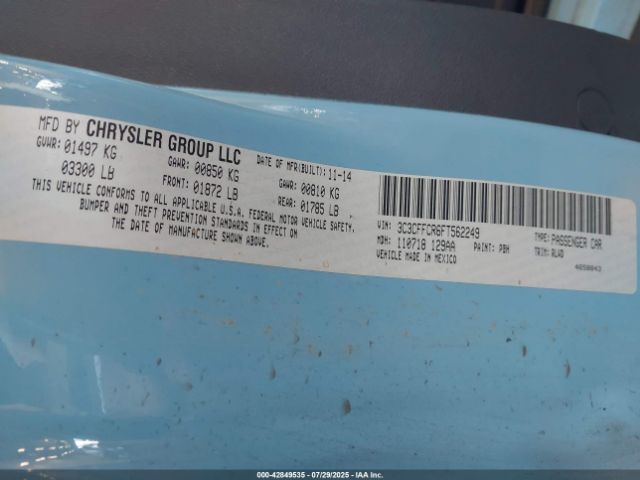 MFD BY CHRYSLER GROUP LLC DATE OF MFR(BUILT): 11-14
GVWR: 01497 KG GAWR: 00850 KG GAWR: 00810 KG
03300 LB FRONT: 01872 LB REAR: 01785 LB
THIS VEHICLE CONFORMS TO ALL APPLICABLE U.S.A. FEDERAL MOTOR VEHICLE SAFETY,
BUMPER AND THEFT PREVENTION STANDARDS IN EFFECT ON
THE DATE OF MANUFACTURE SHOWN ABOVE.
VIN: 3C3CFFCR6FT562249 TYPE: PASSENGER CAR
MDH: 110718 129AA PAINT: PBH TRIM: RLWD
VEHICLE MADE IN MEXICO 4658043
000-42849535 - 07/29/2025 - IAA Inc.